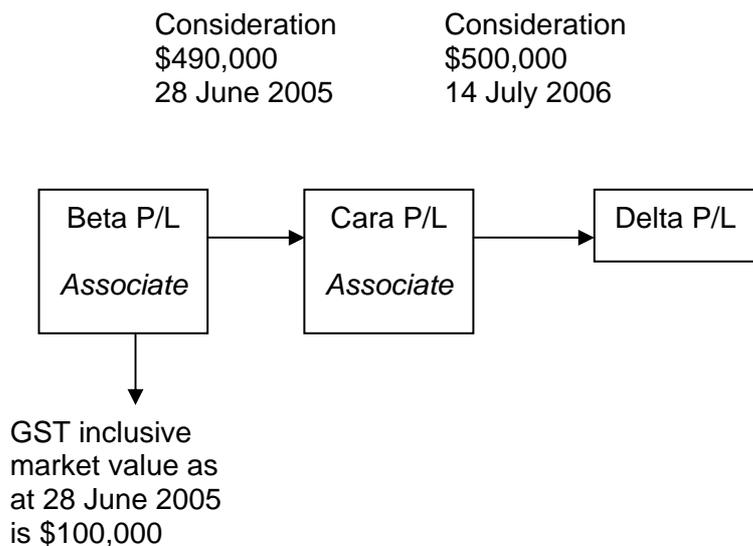 Consideration
$490,000
28 June 2005
Consideration
$500,000
14 July 2006
Beta P/L
Associate
Cara P/L
Associate
Delta P/L
GST inclusive
market value as
at 28 June 2005
is $100,000